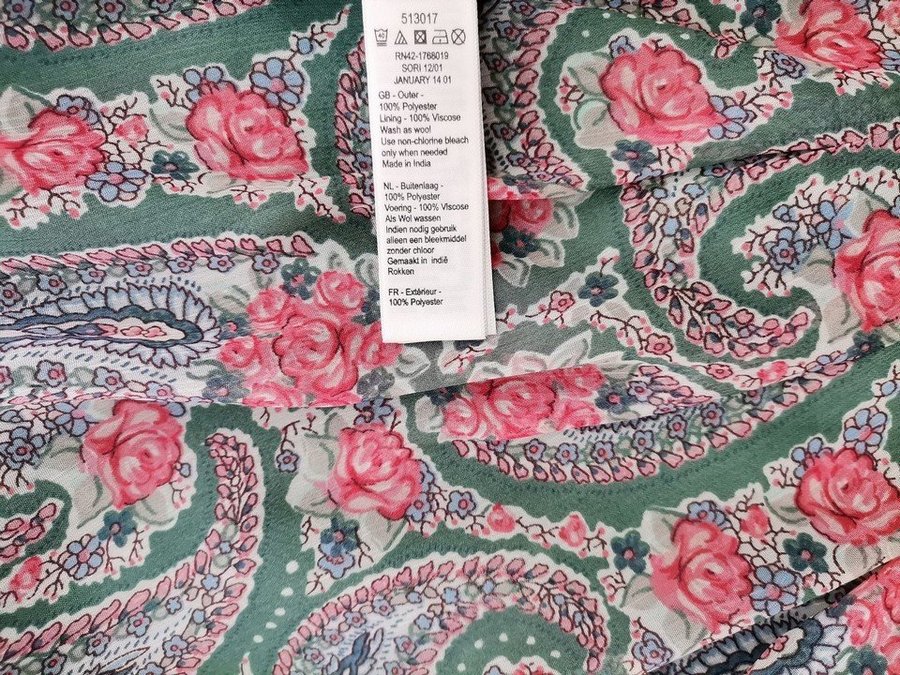 513017
40
RN42-1768019
SORI 12/01
JANUARY 14 01
GB - Outer -
100% Polyester
Lining - 100% Viscose
Wash as wool
Use non-chlorine bleach
only when needed
Made in India
NL - Buitenlaag -
100% Polyester
Voering - 100% VIscose
Als Wol wassen
Indien nodig gebruik
alleen een bleekmiddel
zonder chloor
Gemaakt in indië
Rokken
FR - Extérieur -
100% Polyester